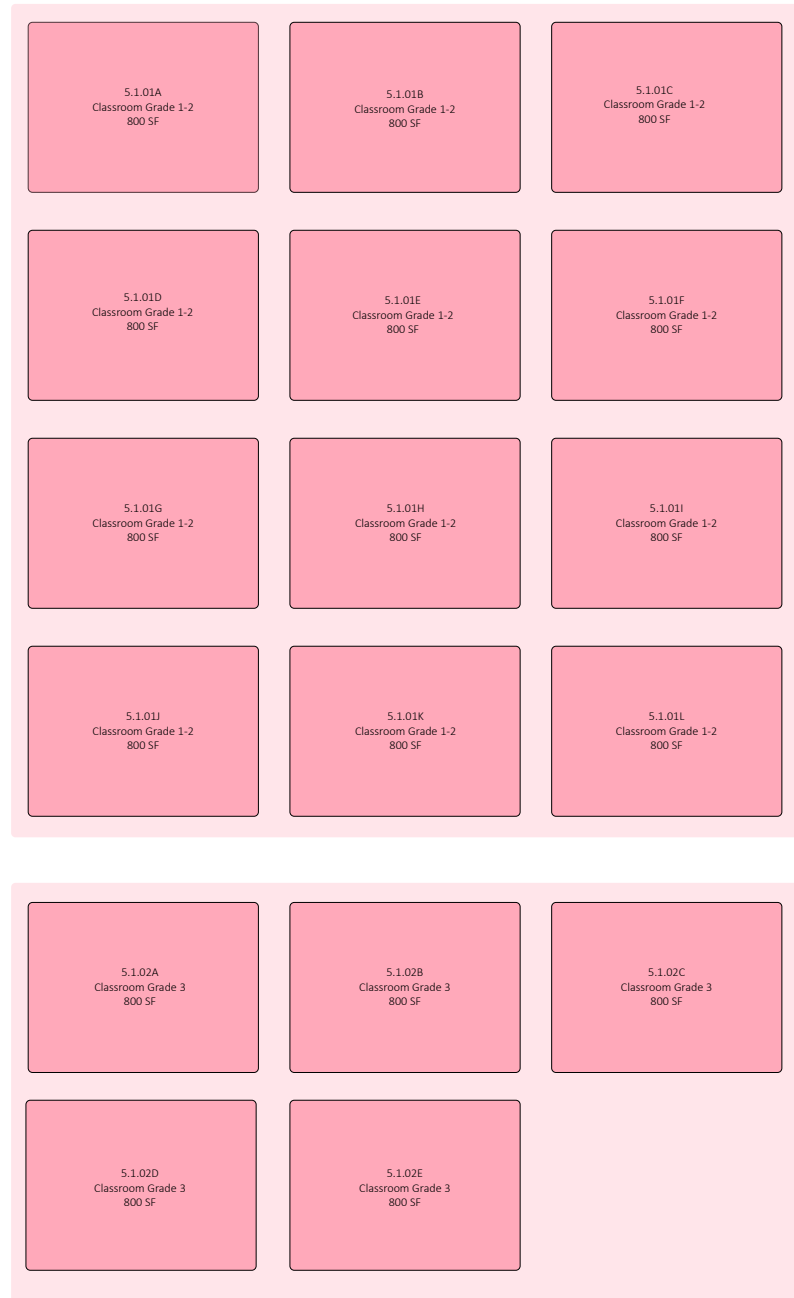 5.1.01A
Classroom Grade 1-2
800 SF
5.1.01B
Classroom Grade 1-2
800 SF
5.1.01C
Classroom Grade 1-2
800 SF
5.1.01D
Classroom Grade 1-2
800 SF
5.1.01E
Classroom Grade 1-2
800 SF
5.1.01F
Classroom Grade 1-2
800 SF
5.1.01G
Classroom Grade 1-2
800 SF
5.1.01H
Classroom Grade 1-2
800 SF
5.1.01I
Classroom Grade 1-2
800 SF
5.1.01J
Classroom Grade 1-2
800 SF
5.1.01K
Classroom Grade 1-2
800 SF
5.1.01L
Classroom Grade 1-2
800 SF
5.1.02A
Classroom Grade 3
800 SF
5.1.02B
Classroom Grade 3
800 SF
5.1.02C
Classroom Grade 3
800 SF
5.1.02D
Classroom Grade 3
800 SF
5.1.02E
Classroom Grade 3
800 SF